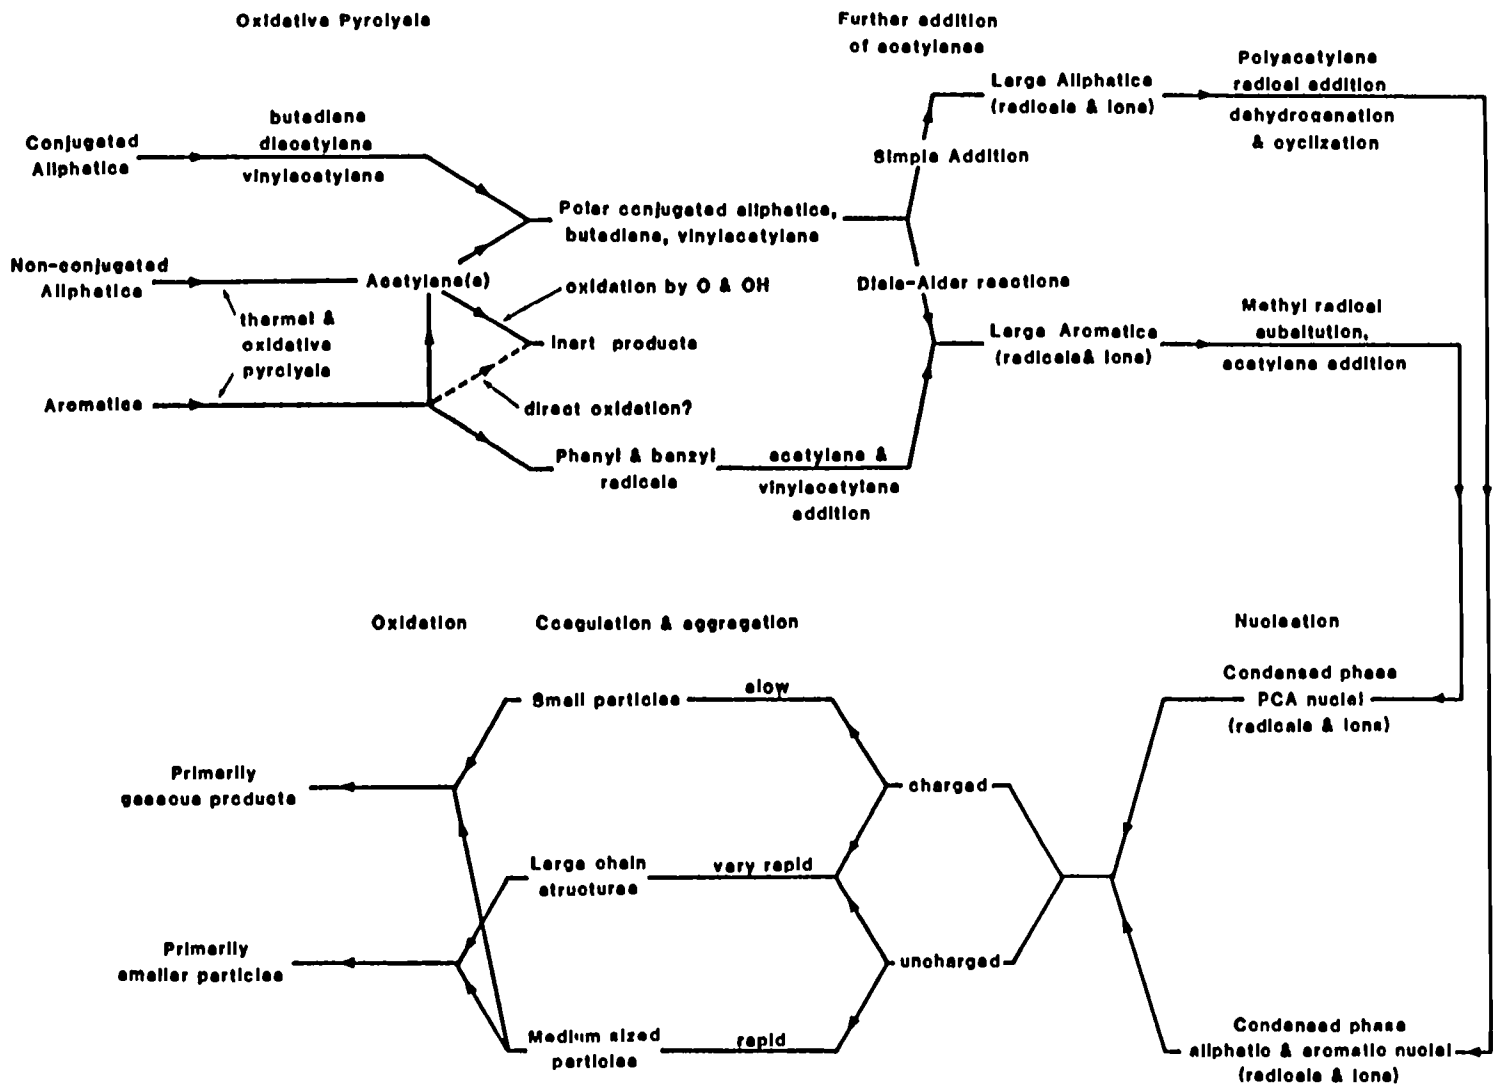 Oxidative Pyrolysis
Further addition
of acetylenes
Conjugated
Aliphatics
butadiene
diacetylene
vinylacetylene
Non-conjugated
Aliphatics
Acetylene(s)
thermal &
oxidative
pyrolysis
Aromatics
Polar conjugated aliphatics,
butadiene, vinylacetylene
oxidation by O & OH
inert products
direct oxidation?
Phenyl & benzyl
radicals
acetylene &
vinylacetylene
addition
Simple Addition
Diels-Alder reactions
Large Aliphatics
(radicals & ions)
Polyacetylene
radical addition
dehydrogenation
& cyclization
Large Aromatics
(radicals& ions)
Methyl radical
subsitution,
acetylene addition
Oxidation
Coagulation & aggregation
Nucleation
Condensed phase
PCA nuclei
(radicals & ions)
Small particles
slow
Primarily
gaseous products
charged
Large chain
structures
very rapid
Primarily
smaller particles
uncharged
Medium sized
particles
rapid
Condensed phase
aliphatic & aromatic nuclei
(radicals & ions)